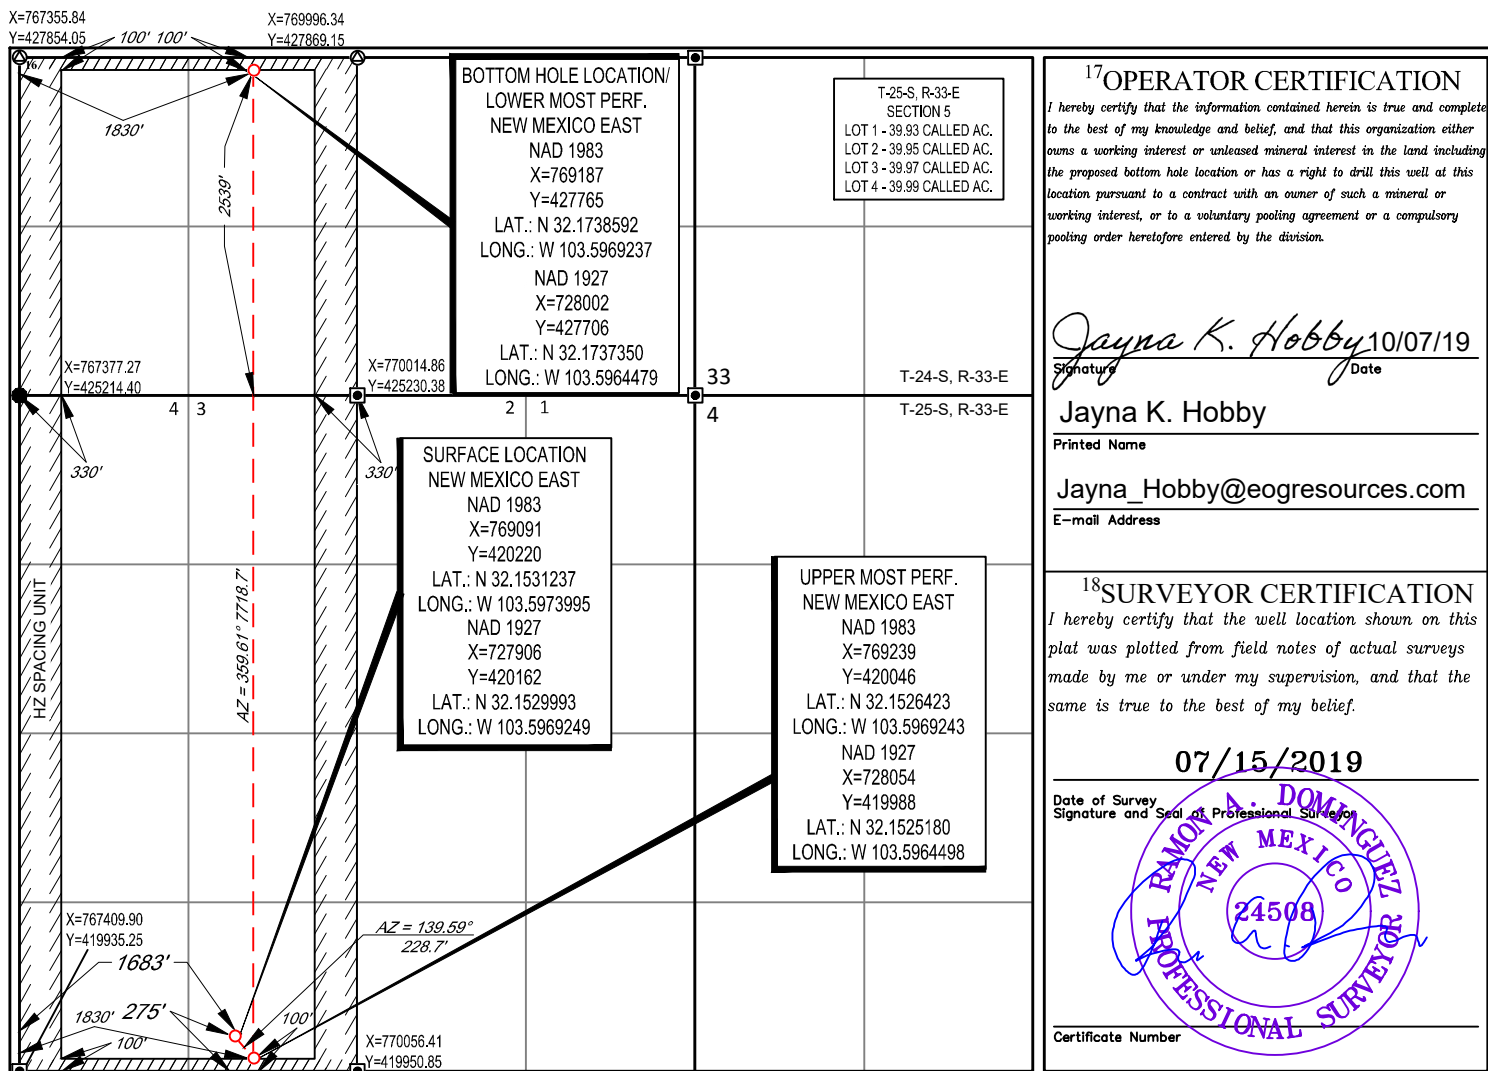 X=767355.84
Y=427854.05
X=769996.34
Y=427869.15
100' 100'
1830'
2539'
BOTTOM HOLE LOCATION/
LOWER MOST PERF.
NEW MEXICO EAST
NAD 1983
X=769187
Y=427765
LAT.: N 32.1738592
LONG.: W 103.5969237
NAD 1927
X=728002
Y=427706
LAT.: N 32.1737350
LONG.: W 103.5964479
T-25-S, R-33-E
SECTION 5
LOT 1 - 39.93 CALLED AC.
LOT 2 - 39.95 CALLED AC.
LOT 3 - 39.97 CALLED AC.
LOT 4 - 39.99 CALLED AC.
X=767377.27
Y=425214.40
X=770014.86
Y=425230.38
33
T-24-S, R-33-E
4 3
2 1
4
T-25-S, R-33-E
330'
330'
SURFACE LOCATION
NEW MEXICO EAST
NAD 1983
X=769091
Y=420220
LAT.: N 32.1531237
LONG.: W 103.5973995
NAD 1927
X=727906
Y=420162
LAT.: N 32.1529993
LONG.: W 103.5969249
HZ SPACING UNIT
AZ = 359.61° 7718.7'
UPPER MOST PERF.
NEW MEXICO EAST
NAD 1983
X=769239
Y=420046
LAT.: N 32.1526423
LONG.: W 103.5969243
NAD 1927
X=728054
Y=419988
LAT.: N 32.1525180
LONG.: W 103.5964498
X=767409.90
Y=419935.25
AZ = 139.59°
228.7'
1683'
1830' 275'
100'
100'
X=770056.41
Y=419950.85
17 OPERATOR CERTIFICATION
I hereby certify that the information contained herein is true and complete
to the best of my knowledge and belief, and that this organization either
owns a working interest or unleased mineral interest in the land including
the proposed bottom hole location or has a right to drill this well at this
location pursuant to a contract with an owner of such a mineral or
working interest, or to a voluntary pooling agreement or a compulsory
pooling order heretofore entered by the division.
Jayna K. Hobby 10/07/19
Signature Date
Jayna K. Hobby
Printed Name
Jayna_Hobby@eogresources.com
E-mail Address
18 SURVEYOR CERTIFICATION
I hereby certify that the well location shown on this
plat was plotted from field notes of actual surveys
made by me or under my supervision, and that the
same is true to the best of my belief.
07/15/2019
Date of Survey
Signature and Seal of Professional Surveyor
RAMON A. DOMINGUEZ
NEW MEXICO
24508
PROFESSIONAL SURVEYOR
Certificate Number